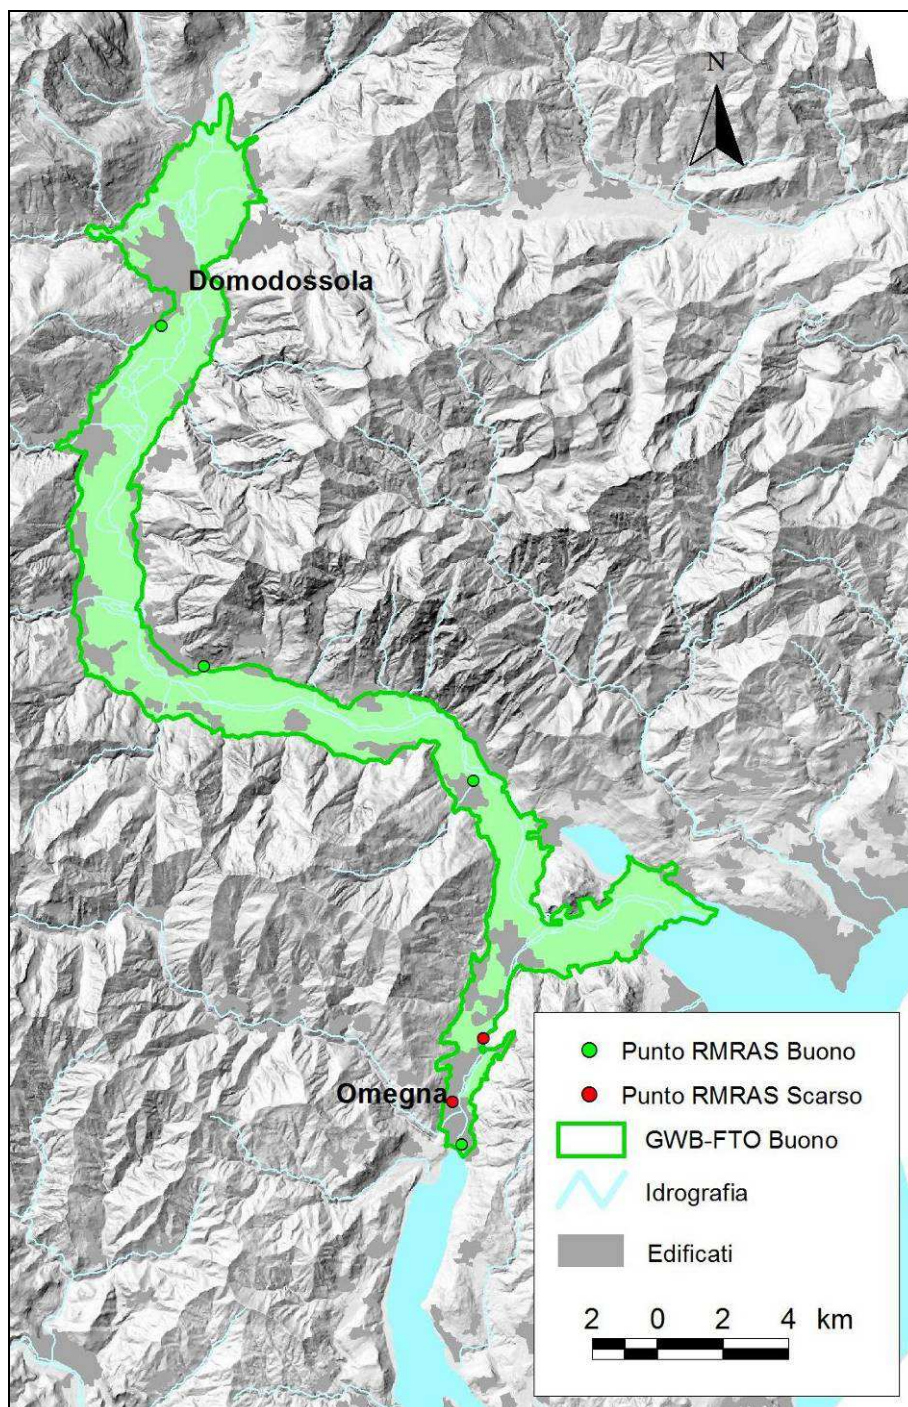 N
Domodossola
Omegna
Punto RMRAS Buono
Punto RMRAS Scarso
GWB-FTO Buono
Idrografia
Edificati
2 0 2 4 km